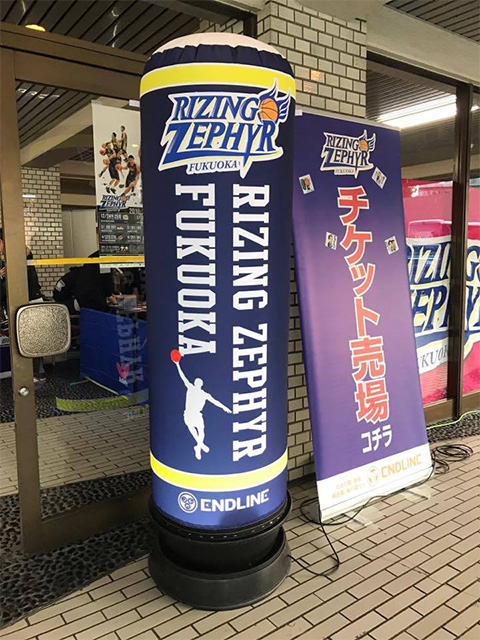 RIZING
ZEPHYR
FUKUOKA
RIZING ZEPHYR
FUKUOKA
ENDLINE
RIZING
ZEPHYR
FUKUOKA
チケット売場
コチラ
ENDLINE